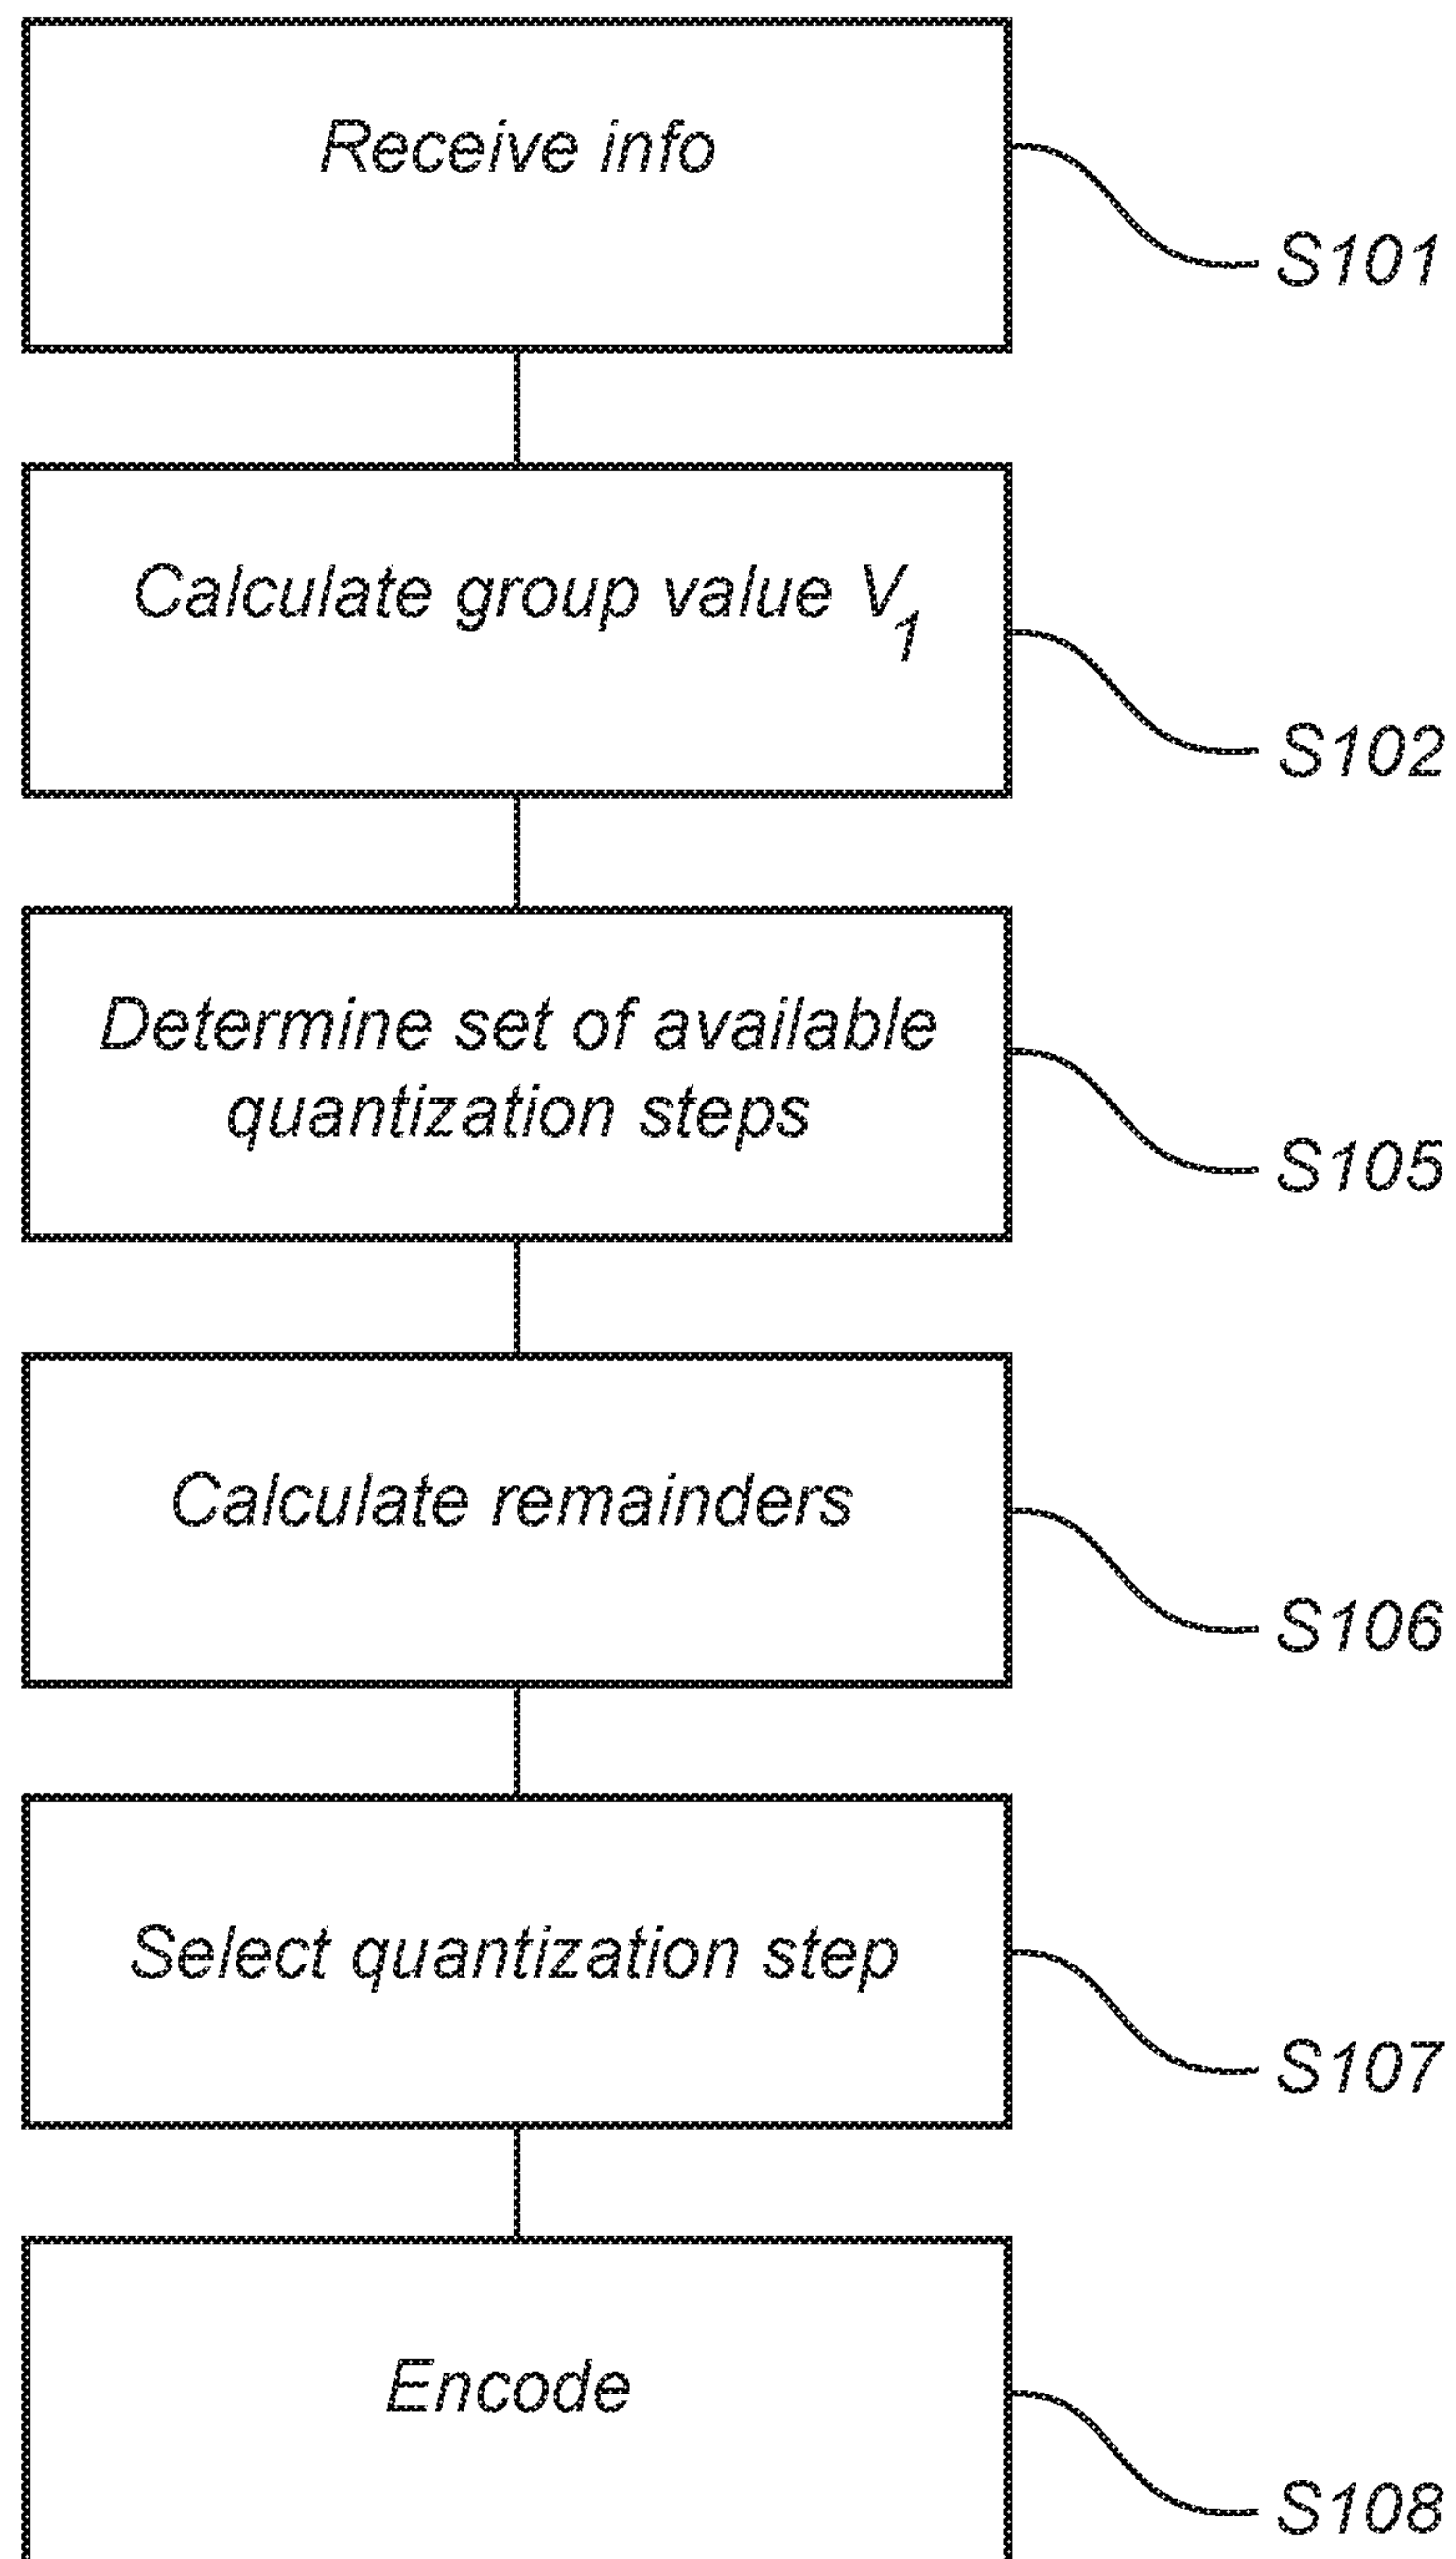 Receive info
S101
Calculate group value V1
S102
Determine set of available
quantization steps
S105
Calculate remainders
S106
Select quantization step
S107
Encode
S108